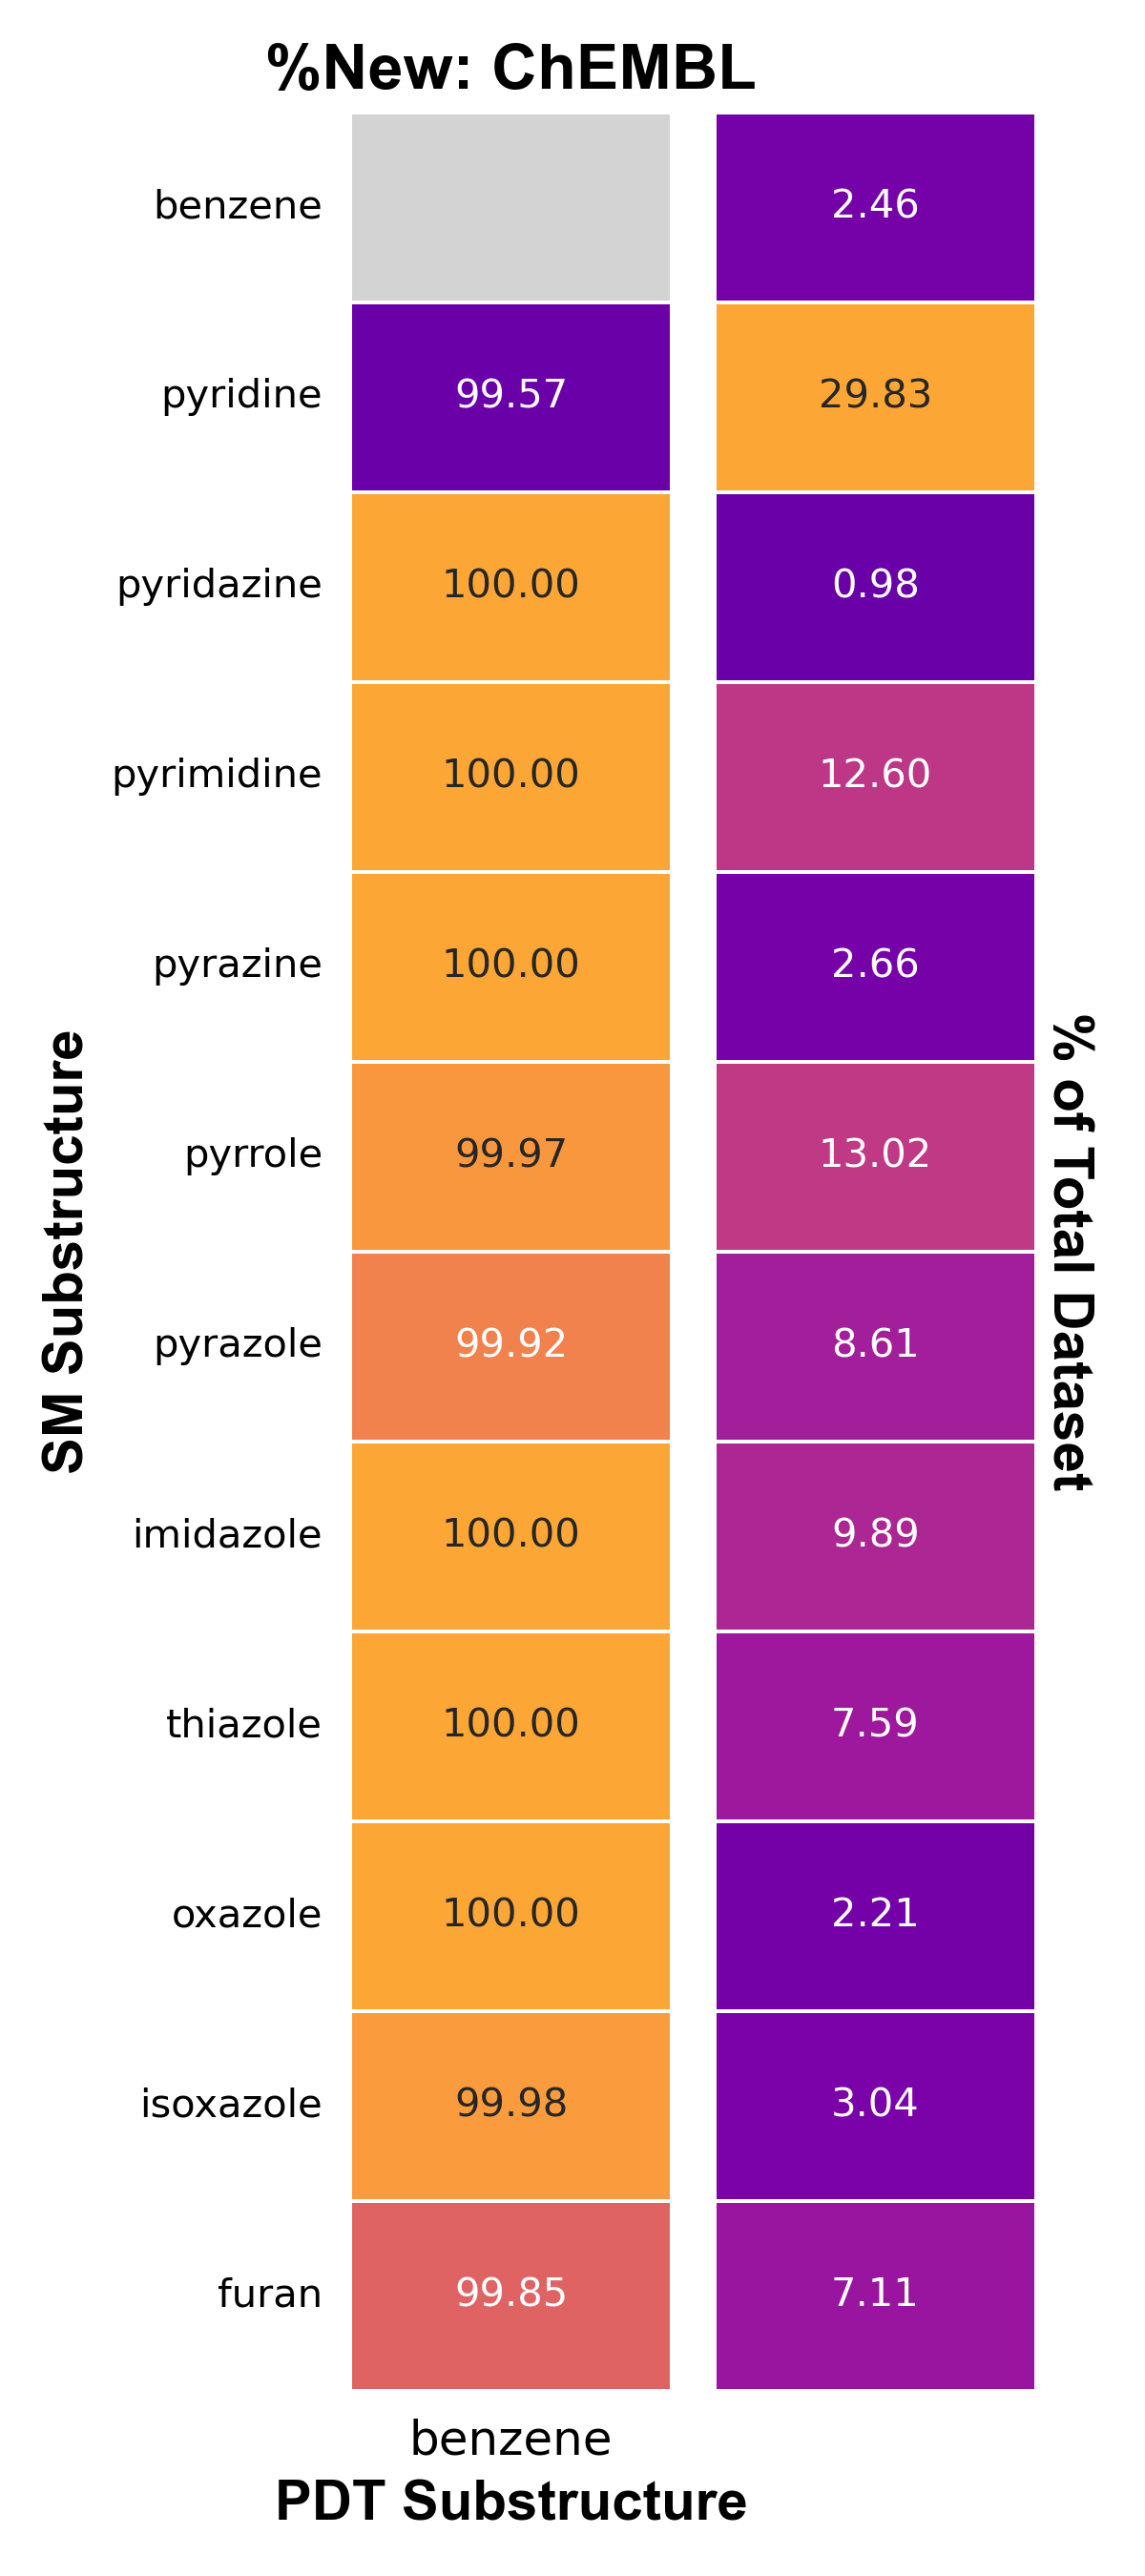 %New: ChEMBL
benzene 2.46
pyridine 99.57 29.83
pyridazine 100.00 0.98
pyrimidine 100.00 12.60
pyrazine 100.00 2.66
pyrrole 99.97 13.02
pyrazole 99.92 8.61
imidazole 100.00 9.89
thiazole 100.00 7.59
oxazole 100.00 2.21
isoxazole 99.98 3.04
furan 99.85 7.11
SM Substructure
% of Total Dataset
benzene
PDT Substructure